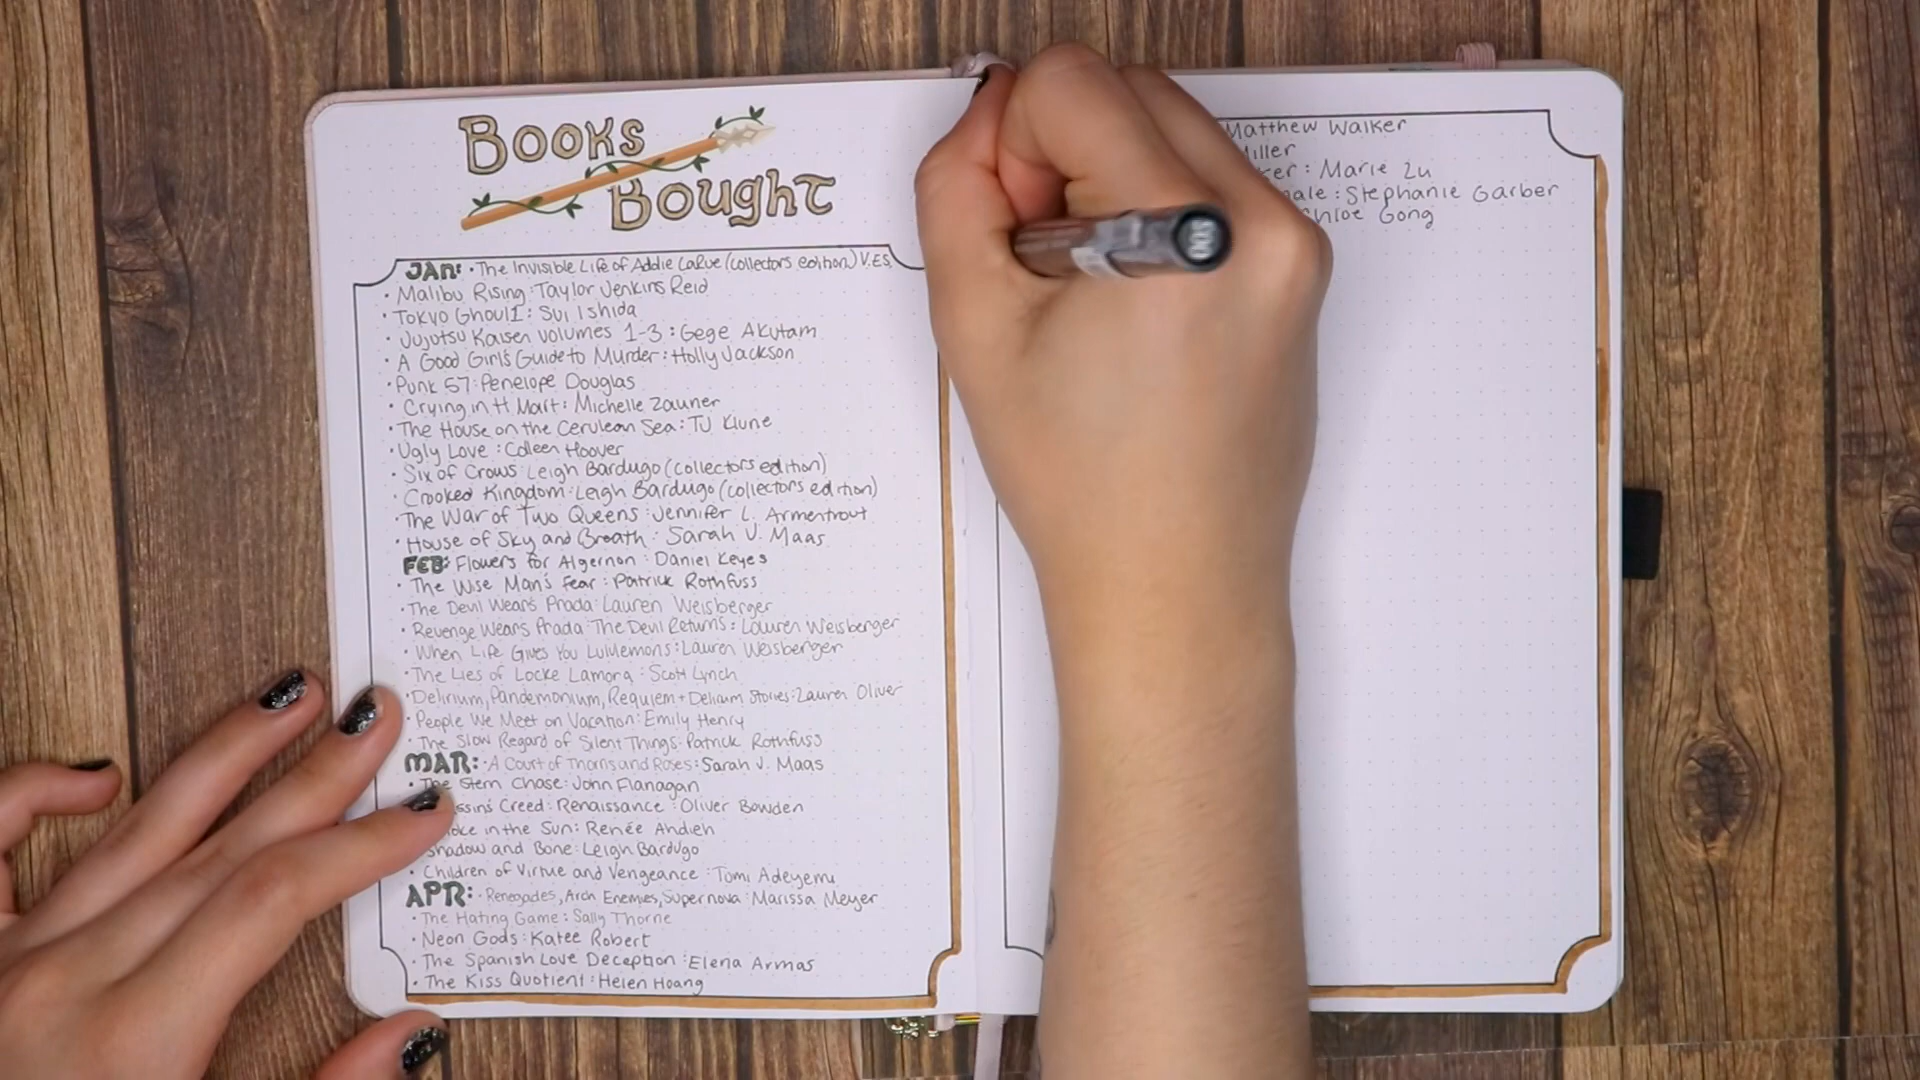 Books
Bought
JAN: · The Invisible Life of Addie LaRue (collectors edition) V.E.S.
· Malibu Rising : Taylor Jenkins Reid
· Tokyo Ghoul 1 : Sui Ishida
· Jujutsu Kaisen volumes 1-3 : Gege Akutam
· A Good Girl's Guide to Murder : Holly Jackson
· Punk 57 : Penelope Douglas
· Crying in H Mart : Michelle Zauner
· The House on the Cerulean Sea : TJ Klune
· Ugly Love : Colleen Hoover
· Six of Crows : Leigh Bardugo (collectors edition)
· Crooked Kingdom : Leigh Bardugo (collectors edition)
· The War of Two Queens : Jennifer L. Armentrout
· House of Sky and Breath : Sarah J. Maas
FEB: Flowers for Algernon : Daniel Keyes
· The Wise Man's Fear : Patrick Rothfuss
· The Devil Wears Prada : Lauren Weisberger
· Revenge Wears Prada The Devil Returns : Lauren Weisberger
· When Life Gives You Lululemons : Lauren Weisberger
· The Lies of Locke Lamora : Scott Lynch
· Delirium, Pandemonium, Requiem + Delirium Stories : Lauren Oliver
· People We Meet on Vacation : Emily Henry
· The Slow Regard of Silent Things : Patrick Rothfuss
MAR: · A Court of Thorns and Roses : Sarah J. Maas
· The Stern Chase : John Flanagan
ssin's Creed : Renaissance : Oliver Bowden
oke in the Sun : Renée Ahdieh
Shadow and Bone : Leigh Bardugo
· Children of Virtue and Vengeance : Tomi Adeyemi
APR: · Renegades, Arch Enemies, Supernova : Marissa Meyer
· The Hating Game : Sally Thorne
· Neon Gods : Katee Robert
· The Spanish Love Deception : Elena Armas
· The Kiss Quotient : Helen Hoang
Matthew Walker
Miller
ker : Marie Lu
ale : Stephanie Garber
Chloe Gong
005